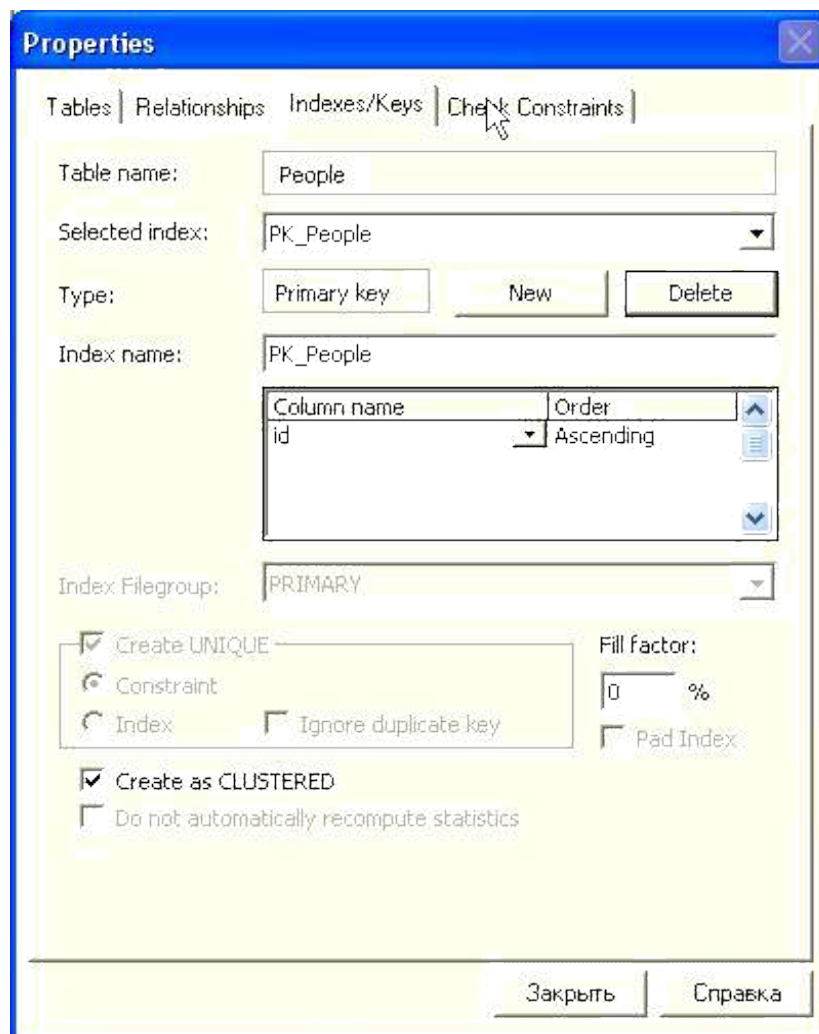 Properties
Tables Relationships Indexes/Keys Check Constraints
Table name: People
Selected index: PK_People
Type: Primary key New Delete
Index name: PK_People
Column name Order
id Ascending
Index Filegroup: PRIMARY
Create UNIQUE Fill factor:
Constraint 0 %
Index Ignore duplicate key Pad Index
Create as CLUSTERED
Do not automatically recompute statistics
Закрыть Справка